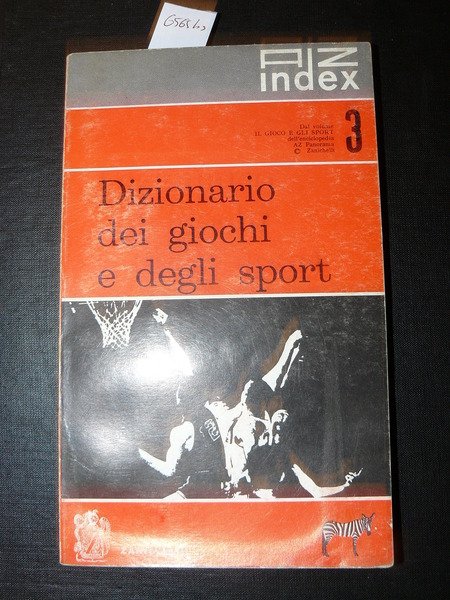 AZ
index
3
Dal volume
IL GIOCO E GLI SPORT
dell'enciclopedia
AZ Panorama
© Zanichelli
Dizionario
dei giochi
e degli sport